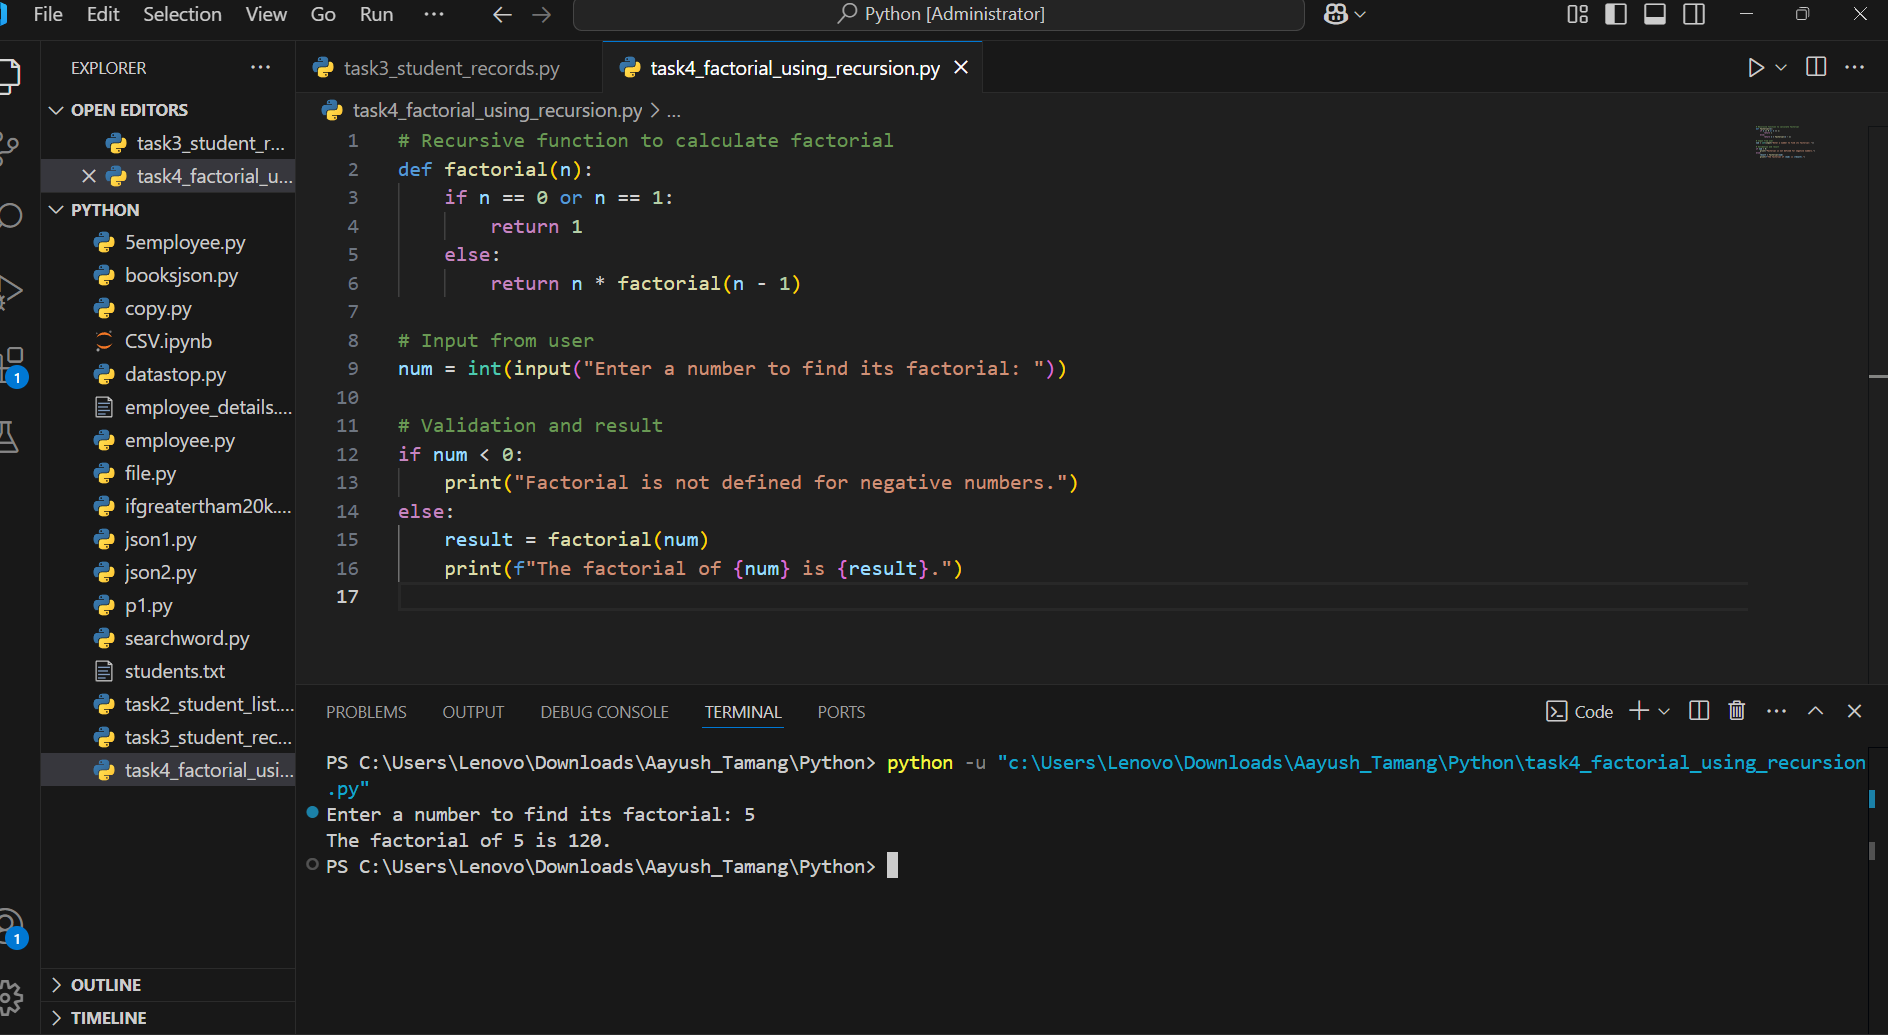 File Edit Selection View Go Run ··· Python [Administrator]
EXPLORER ···
OPEN EDITORS
task3_student_r...
task4_factorial_u...
PYTHON
5employee.py
booksjson.py
copy.py
CSV.ipynb
datastop.py
employee_details....
employee.py
file.py
ifgreatertham20k....
json1.py
json2.py
p1.py
searchword.py
students.txt
task2_student_list....
task3_student_rec...
task4_factorial_usi...
OUTLINE
TIMELINE
1
1
task3_student_records.py task4_factorial_using_recursion.py
task4_factorial_using_recursion.py > ...
1 # Recursive function to calculate factorial
2 def factorial(n):
3     if n == 0 or n == 1:
4         return 1
5     else:
6         return n * factorial(n - 1)
7
8 # Input from user
9 num = int(input("Enter a number to find its factorial: "))
10
11 # Validation and result
12 if num < 0:
13     print("Factorial is not defined for negative numbers.")
14 else:
15     result = factorial(num)
16     print(f"The factorial of {num} is {result}.")
17
PROBLEMS OUTPUT DEBUG CONSOLE TERMINAL PORTS Code
PS C:\Users\Lenovo\Downloads\Aayush_Tamang\Python> python -u "c:\Users\Lenovo\Downloads\Aayush_Tamang\Python\task4_factorial_using_recursion
.py"
Enter a number to find its factorial: 5
The factorial of 5 is 120.
PS C:\Users\Lenovo\Downloads\Aayush_Tamang\Python>